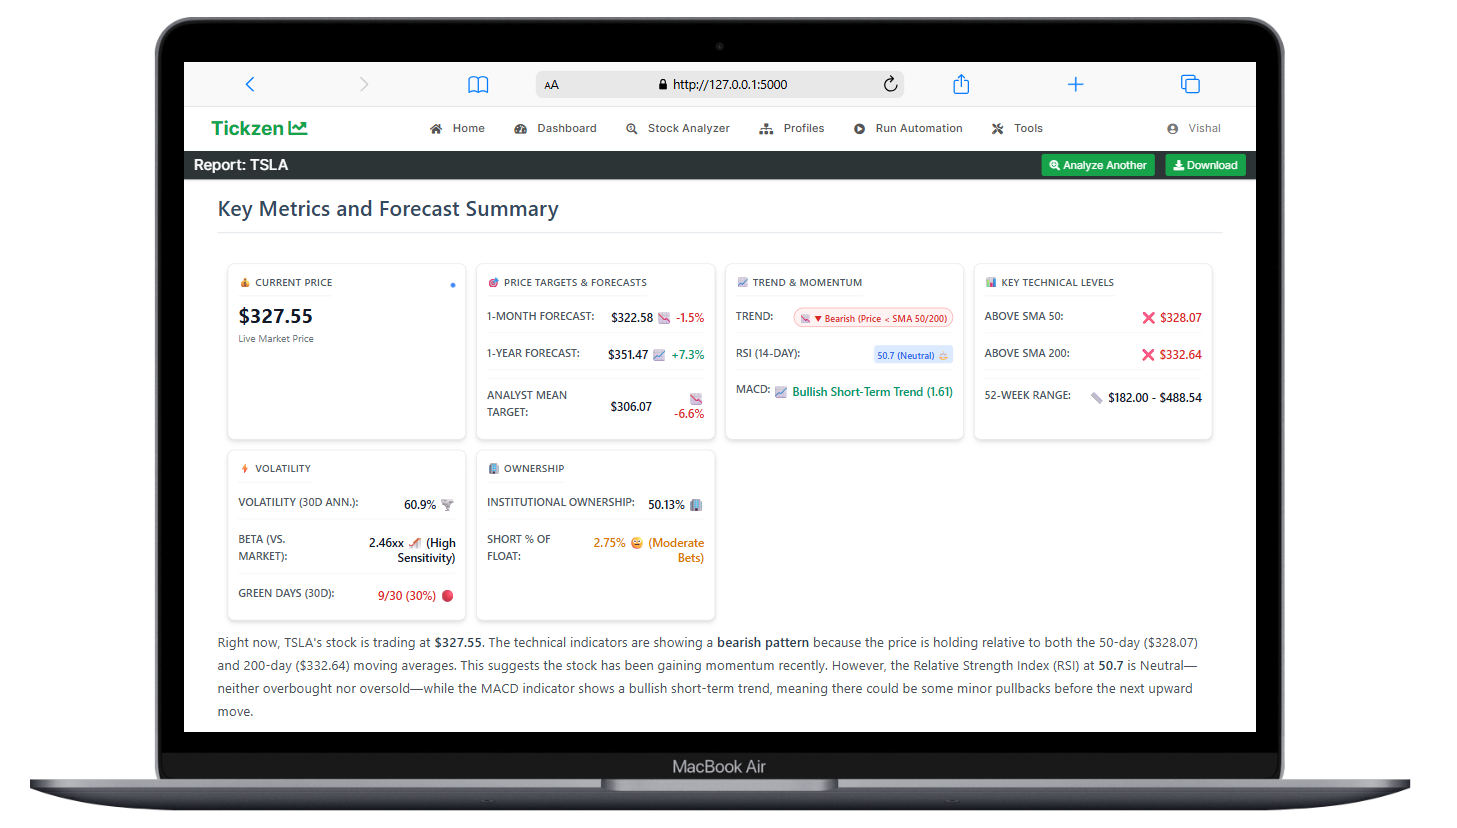 AA http://127.0.0.1:5000
Tickzen Home Dashboard Stock Analyzer Profiles Run Automation Tools Vishal
Report: TSLA Analyze Another Download
Key Metrics and Forecast Summary
CURRENT PRICE
$327.55
Live Market Price
PRICE TARGETS & FORECASTS
1-MONTH FORECAST: $322.58 -1.5%
1-YEAR FORECAST: $351.47 +7.3%
ANALYST MEAN
TARGET: $306.07 -6.6%
TREND & MOMENTUM
TREND: ▼ Bearish (Price < SMA 50/200)
RSI (14-DAY): 50.7 (Neutral)
MACD: Bullish Short-Term Trend (1.61)
KEY TECHNICAL LEVELS
ABOVE SMA 50: ❌ $328.07
ABOVE SMA 200: ❌ $332.64
52-WEEK RANGE: $182.00 - $488.54
VOLATILITY
VOLATILITY (30D ANN.): 60.9%
BETA (VS.
MARKET): 2.46xx (High
Sensitivity)
GREEN DAYS (30D): 9/30 (30%)
OWNERSHIP
INSTITUTIONAL OWNERSHIP: 50.13%
SHORT % OF
FLOAT: 2.75% (Moderate
Bets)
Right now, TSLA's stock is trading at $327.55. The technical indicators are showing a bearish pattern because the price is holding relative to both the 50-day ($328.07)
and 200-day ($332.64) moving averages. This suggests the stock has been gaining momentum recently. However, the Relative Strength Index (RSI) at 50.7 is Neutral—
neither overbought nor oversold—while the MACD indicator shows a bullish short-term trend, meaning there could be some minor pullbacks before the next upward
move.
MacBook Air